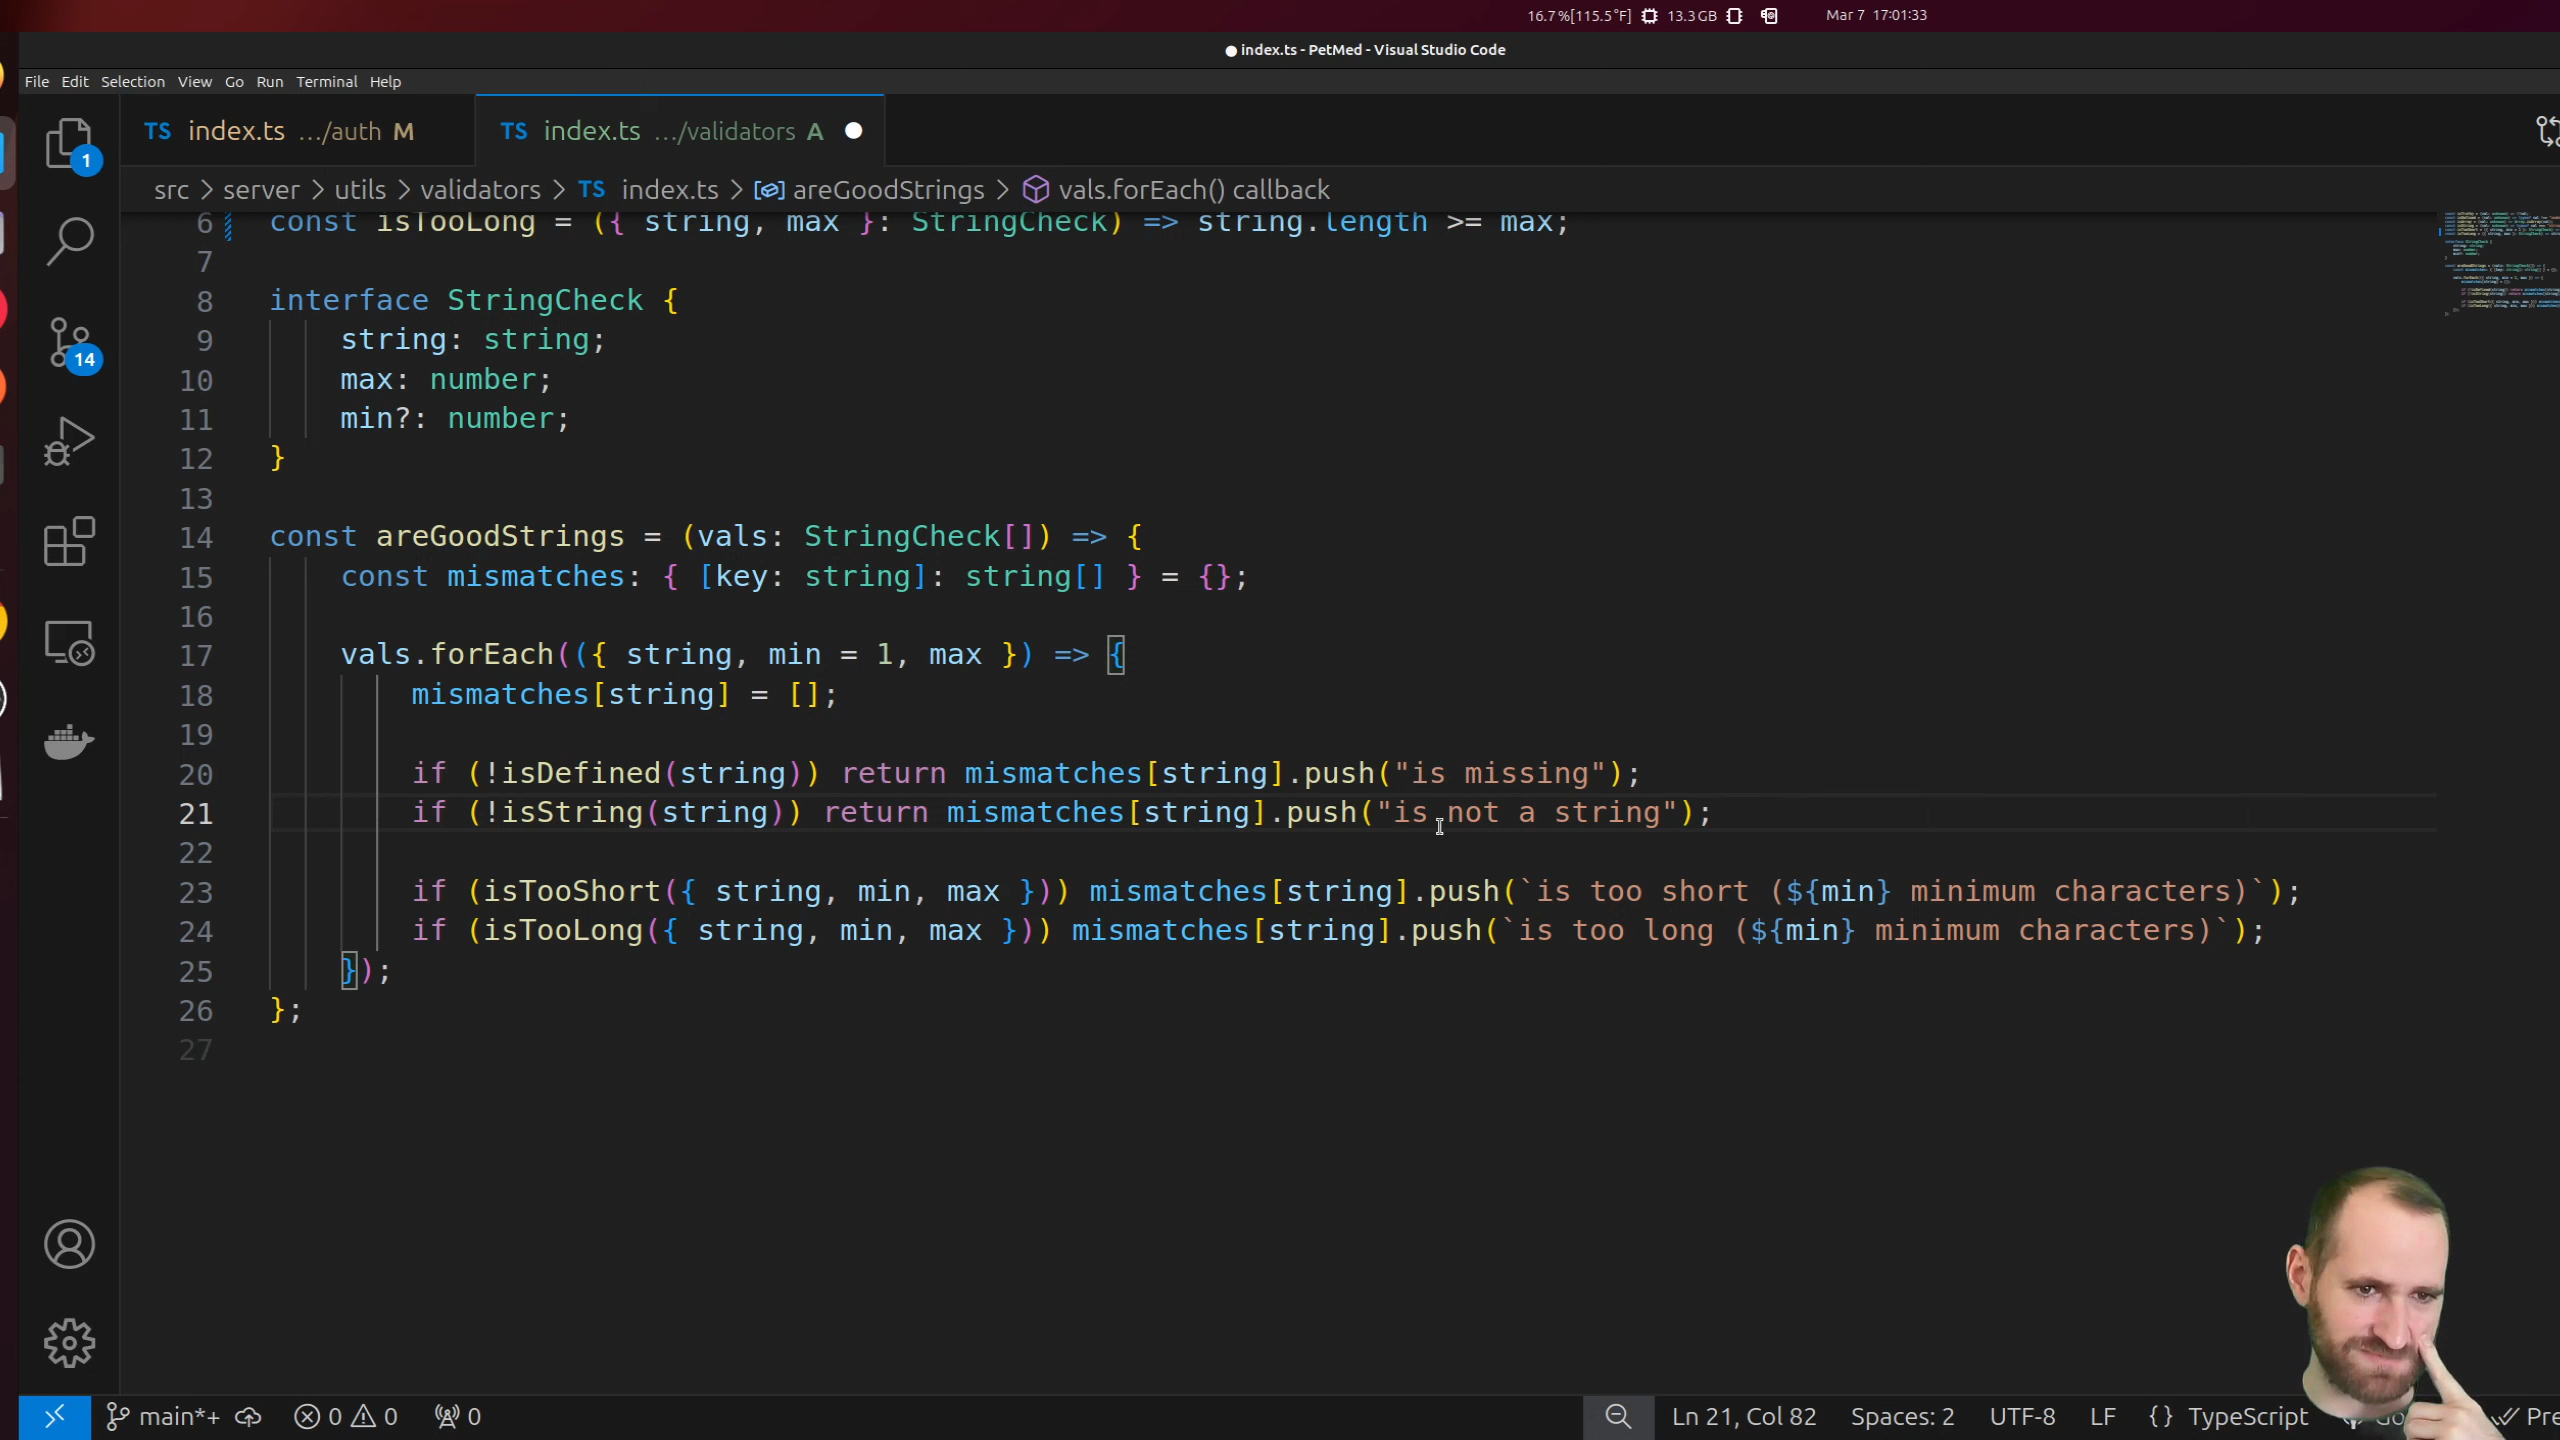 16.7%[115.5°F] 13.3GB Mar 7 17:01:33
● index.ts - PetMed - Visual Studio Code
File Edit Selection View Go Run Terminal Help
TS index.ts .../auth M TS index.ts .../validators A
src > server > utils > validators > TS index.ts > areGoodStrings > vals.forEach() callback
1
14
6 const isTooLong = ({ string, max }: StringCheck) => string.length >= max;
7
8 interface StringCheck {
9 string: string;
10 max: number;
11 min?: number;
12 }
13
14 const areGoodStrings = (vals: StringCheck[]) => {
15 const mismatches: { [key: string]: string[] } = {};
16
17 vals.forEach(({ string, min = 1, max }) => {
18 mismatches[string] = [];
19
20 if (!isDefined(string)) return mismatches[string].push("is missing");
21 if (!isString(string)) return mismatches[string].push("is not a string");
22
23 if (isTooShort({ string, min, max })) mismatches[string].push(`is too short (${min} minimum characters)`);
24 if (isTooLong({ string, min, max })) mismatches[string].push(`is too long (${min} minimum characters)`);
25 });
26 };
27
main*+ 0 0 0 Ln 21, Col 82 Spaces: 2 UTF-8 LF {} TypeScript